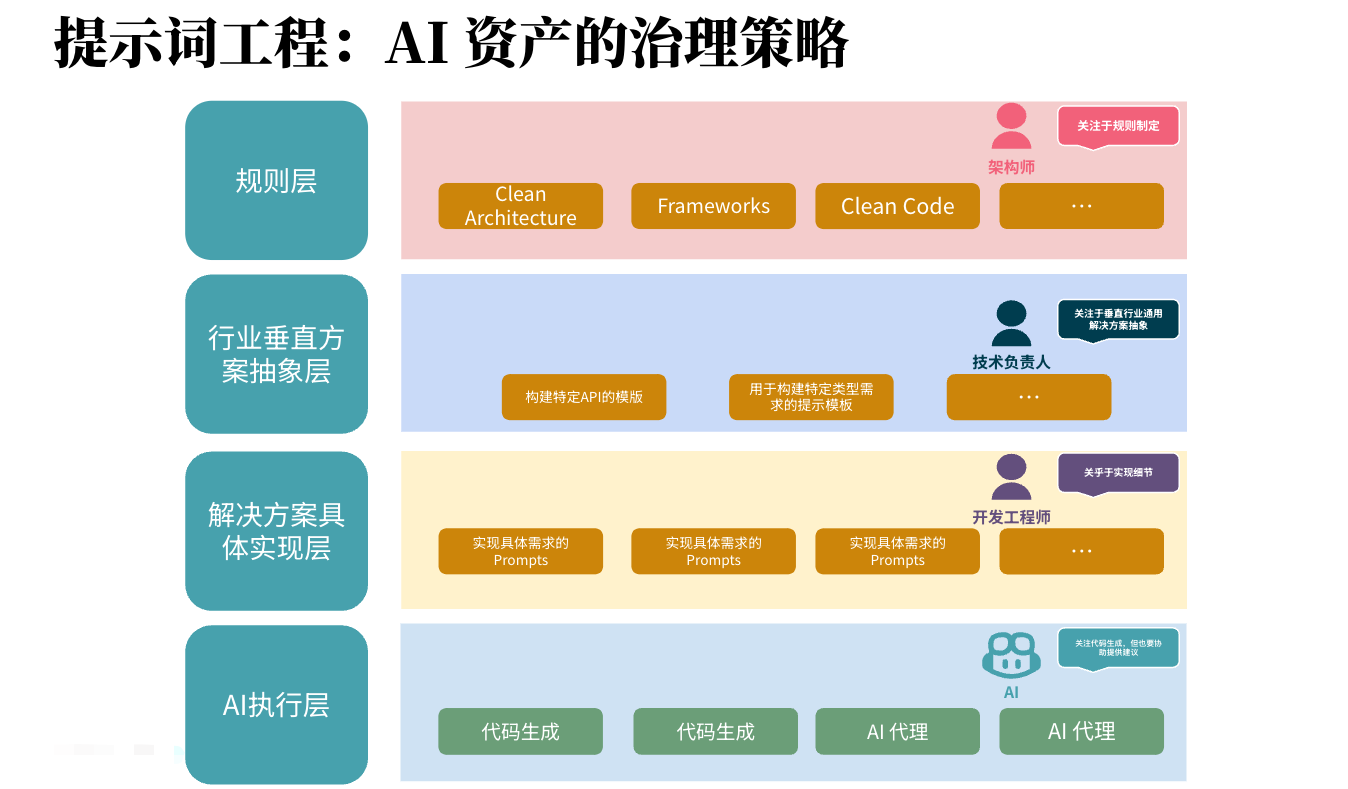 提示词工程：AI 资产的治理策略
规则层
架构师
关注于规则制定
Clean
Architecture
Frameworks
Clean Code
...
行业垂直方
案抽象层
技术负责人
关注于垂直行业通用
解决方案抽象
构建特定API的模版
用于构建特定类型需
求的提示模板
...
解决方案具
体实现层
开发工程师
关乎于实现细节
实现具体需求的
Prompts
实现具体需求的
Prompts
实现具体需求的
Prompts
...
AI执行层
AI
关注代码生成，但也要协
助提供建议
代码生成
代码生成
AI 代理
AI 代理